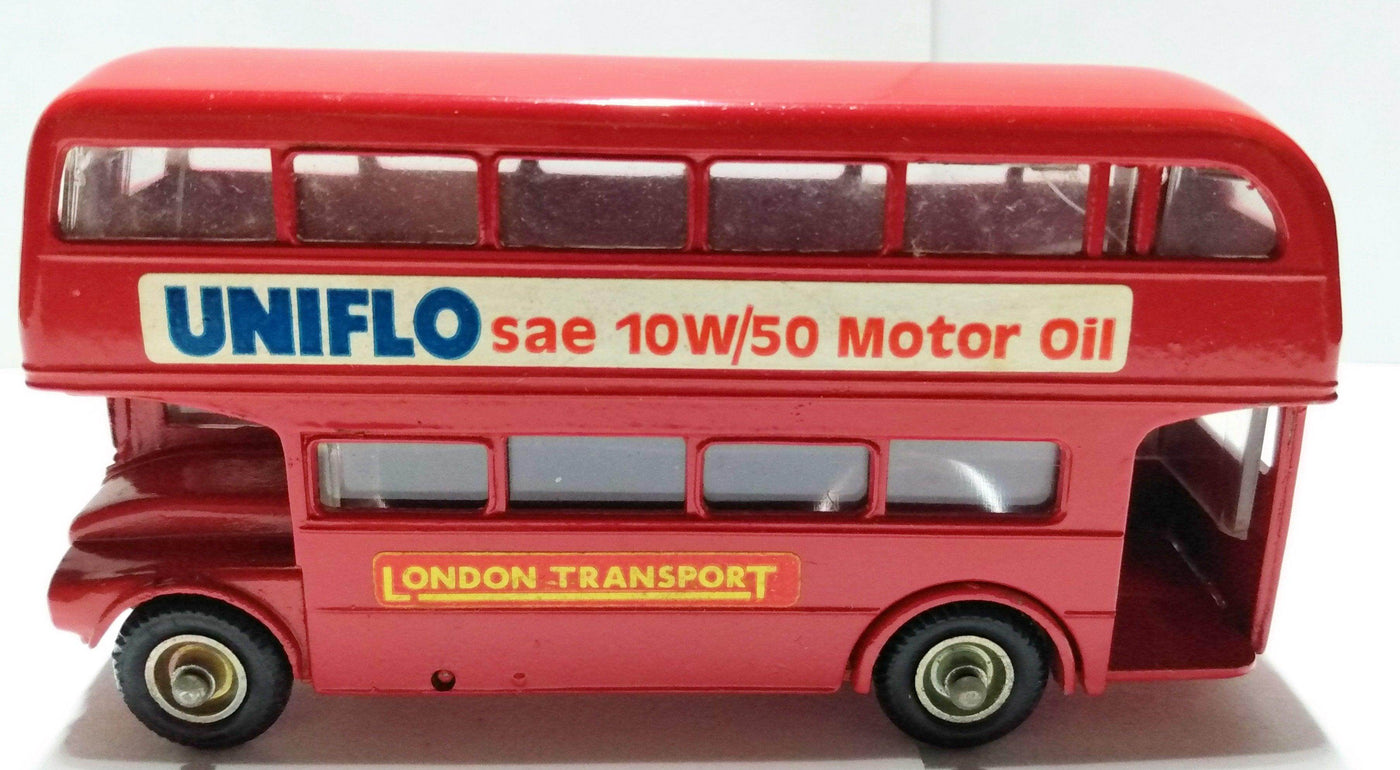 UNIFLO sae 10W/50 Motor Oil
LONDON TRANSPORT